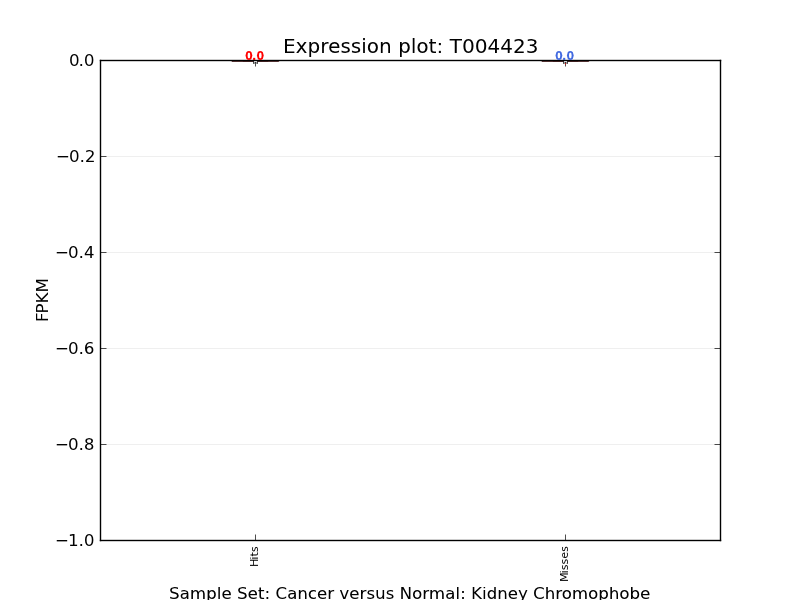 Expression plot: T004423
0.0 0.0
0.0
−0.2
−0.4
−0.6
−0.8
−1.0
FPKM
Hits
Misses
Sample Set: Cancer versus Normal: Kidney Chromophobe